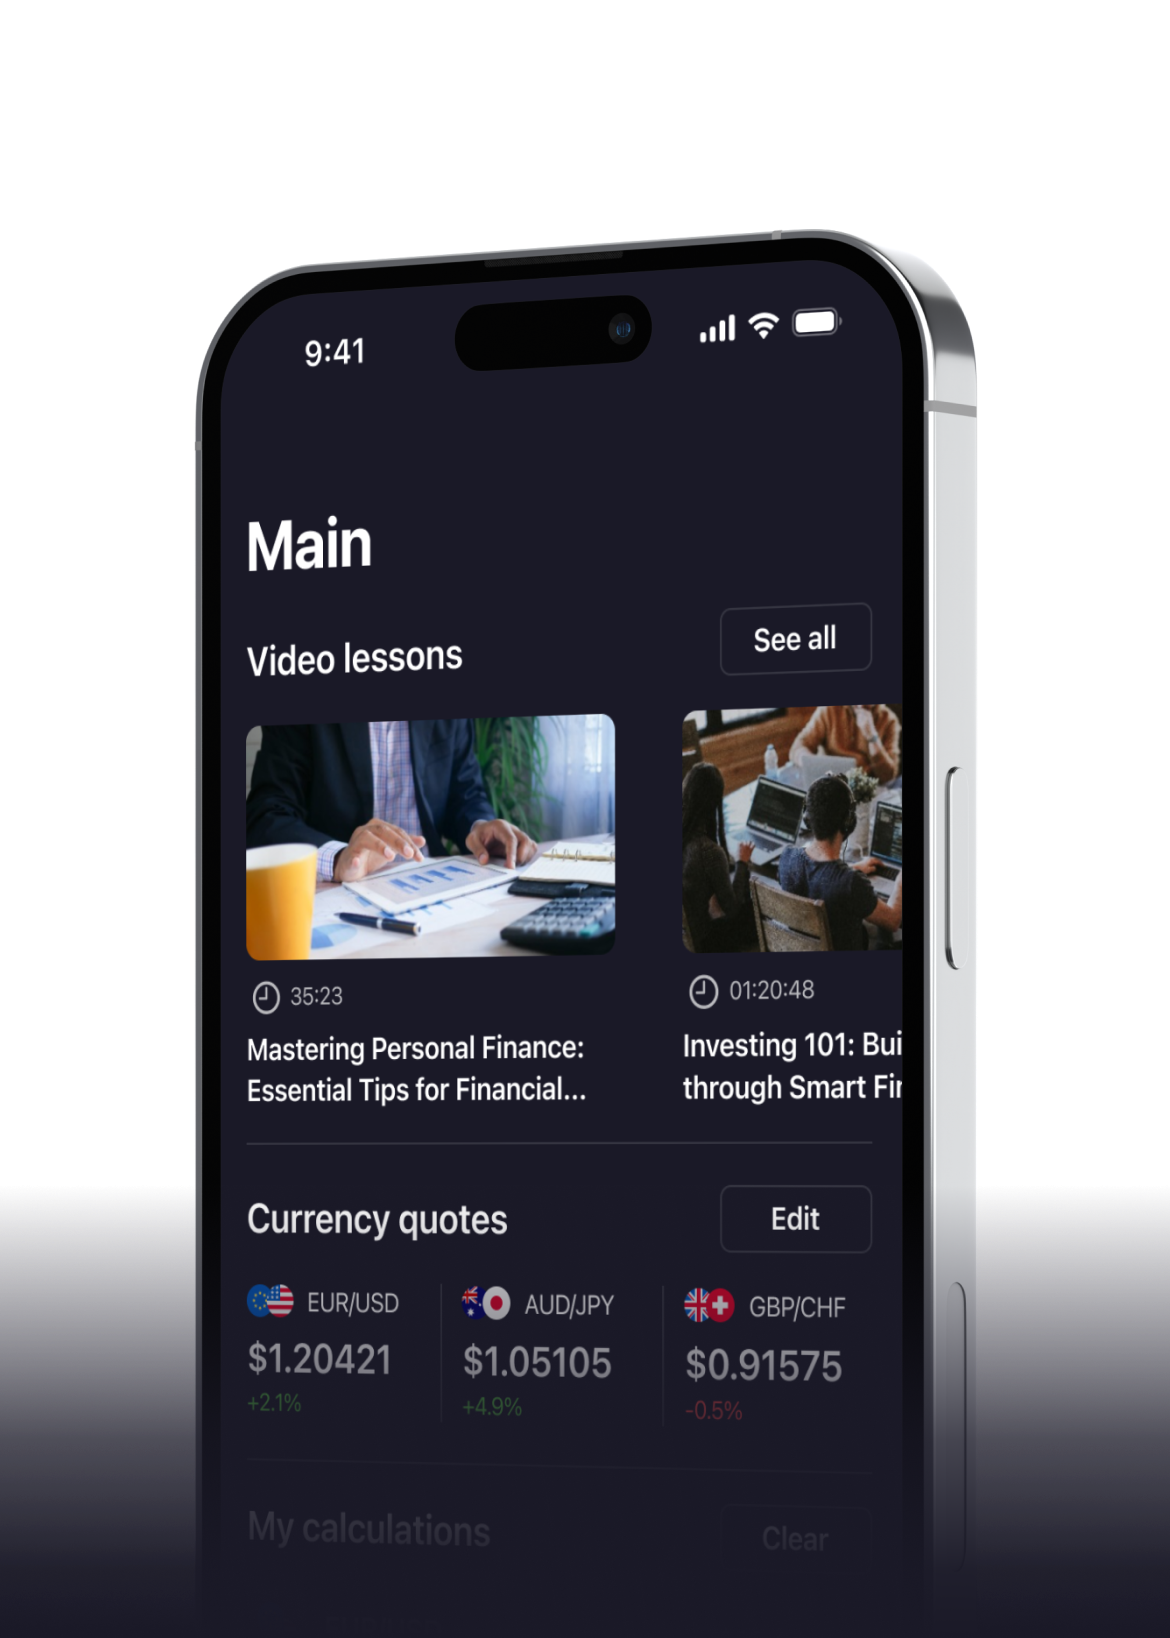 9:41
Main
Video lessons
See all
35:23
01:20:48
Mastering Personal Finance:
Essential Tips for Financial...
Investing 101: Bui
through Smart Fir
Currency quotes
Edit
EUR/USD
AUD/JPY
GBP/CHF
$1.20421
$1.05105
$0.91575
+2.1%
+4.9%
-0.5%
My calculations
Clear